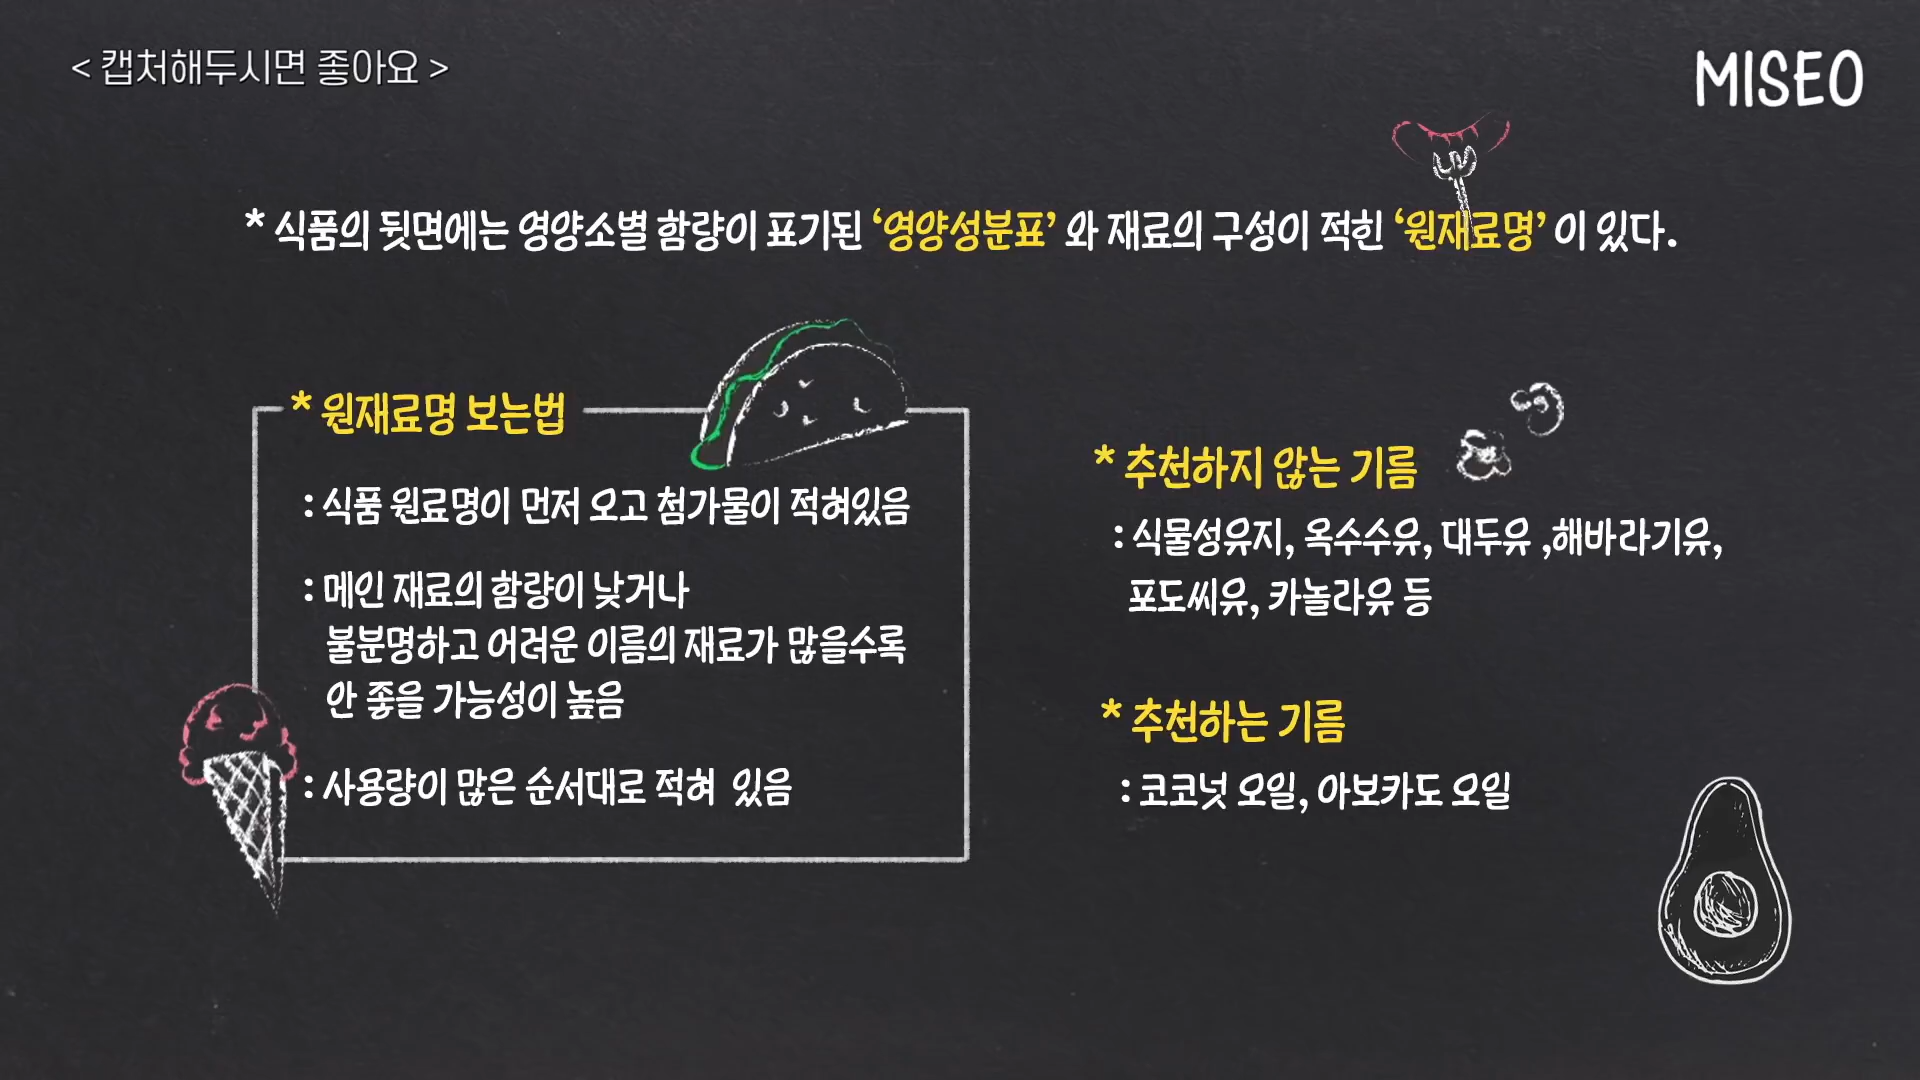 < 캡처해두시면 좋아요 >
MISEO
* 식품의 뒷면에는 영양소별 함량이 표기된 ‘영양성분표’ 와 재료의 구성이 적힌 ‘원재료명’ 이 있다.
* 원재료명 보는법
: 식품 원료명이 먼저 오고 첨가물이 적혀있음
: 메인 재료의 함량이 낮거나
불분명하고 어려운 이름의 재료가 많을수록
안 좋을 가능성이 높음
: 사용량이 많은 순서대로 적혀 있음
* 추천하지 않는 기름
: 식물성유지, 옥수수유, 대두유 ,해바라기유,
포도씨유, 카놀라유 등
* 추천하는 기름
: 코코넛 오일, 아보카도 오일